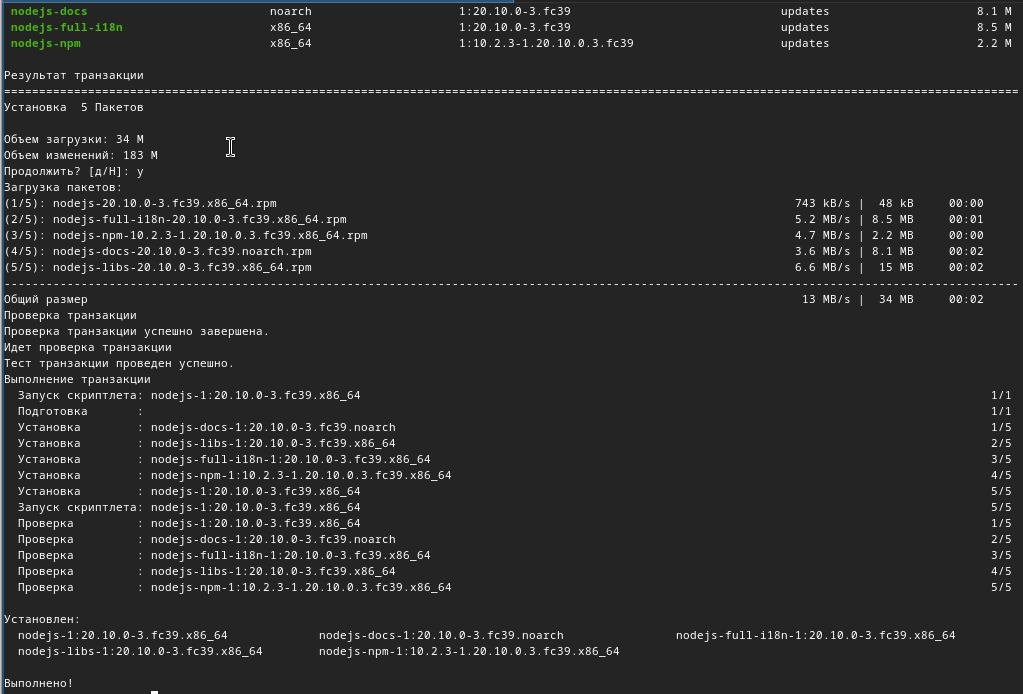 nodejs-docs noarch 1:20.10.0-3.fc39 updates 8.1 M
nodejs-full-i18n x86_64 1:20.10.0-3.fc39 updates 8.5 M
nodejs-npm x86_64 1:10.2.3-1.20.10.0.3.fc39 updates 2.2 M
Результат транзакции
================================================================================================================================================
Установка 5 Пакетов
Объем загрузки: 34 M
Объем изменений: 183 M
Продолжить? [д/Н]: y
Загрузка пакетов:
(1/5): nodejs-20.10.0-3.fc39.x86_64.rpm 743 kB/s | 48 kB 00:00
(2/5): nodejs-full-i18n-20.10.0-3.fc39.x86_64.rpm 5.2 MB/s | 8.5 MB 00:01
(3/5): nodejs-npm-10.2.3-1.20.10.0.3.fc39.x86_64.rpm 4.7 MB/s | 2.2 MB 00:00
(4/5): nodejs-docs-20.10.0-3.fc39.noarch.rpm 3.6 MB/s | 8.1 MB 00:02
(5/5): nodejs-libs-20.10.0-3.fc39.x86_64.rpm 6.6 MB/s | 15 MB 00:02
------------------------------------------------------------------------------------------------------------------------------------------------
Общий размер 13 MB/s | 34 MB 00:02
Проверка транзакции
Проверка транзакции успешно завершена.
Идет проверка транзакции
Тест транзакции проведен успешно.
Выполнение транзакции
Запуск скриптлета: nodejs-1:20.10.0-3.fc39.x86_64 1/1
Подготовка : 1/1
Установка : nodejs-docs-1:20.10.0-3.fc39.noarch 1/5
Установка : nodejs-libs-1:20.10.0-3.fc39.x86_64 2/5
Установка : nodejs-full-i18n-1:20.10.0-3.fc39.x86_64 3/5
Установка : nodejs-npm-1:10.2.3-1.20.10.0.3.fc39.x86_64 4/5
Установка : nodejs-1:20.10.0-3.fc39.x86_64 5/5
Запуск скриптлета: nodejs-1:20.10.0-3.fc39.x86_64 5/5
Проверка : nodejs-1:20.10.0-3.fc39.x86_64 1/5
Проверка : nodejs-docs-1:20.10.0-3.fc39.noarch 2/5
Проверка : nodejs-full-i18n-1:20.10.0-3.fc39.x86_64 3/5
Проверка : nodejs-libs-1:20.10.0-3.fc39.x86_64 4/5
Проверка : nodejs-npm-1:10.2.3-1.20.10.0.3.fc39.x86_64 5/5
Установлен:
nodejs-1:20.10.0-3.fc39.x86_64 nodejs-docs-1:20.10.0-3.fc39.noarch nodejs-full-i18n-1:20.10.0-3.fc39.x86_64
nodejs-libs-1:20.10.0-3.fc39.x86_64 nodejs-npm-1:10.2.3-1.20.10.0.3.fc39.x86_64
Выполнено!